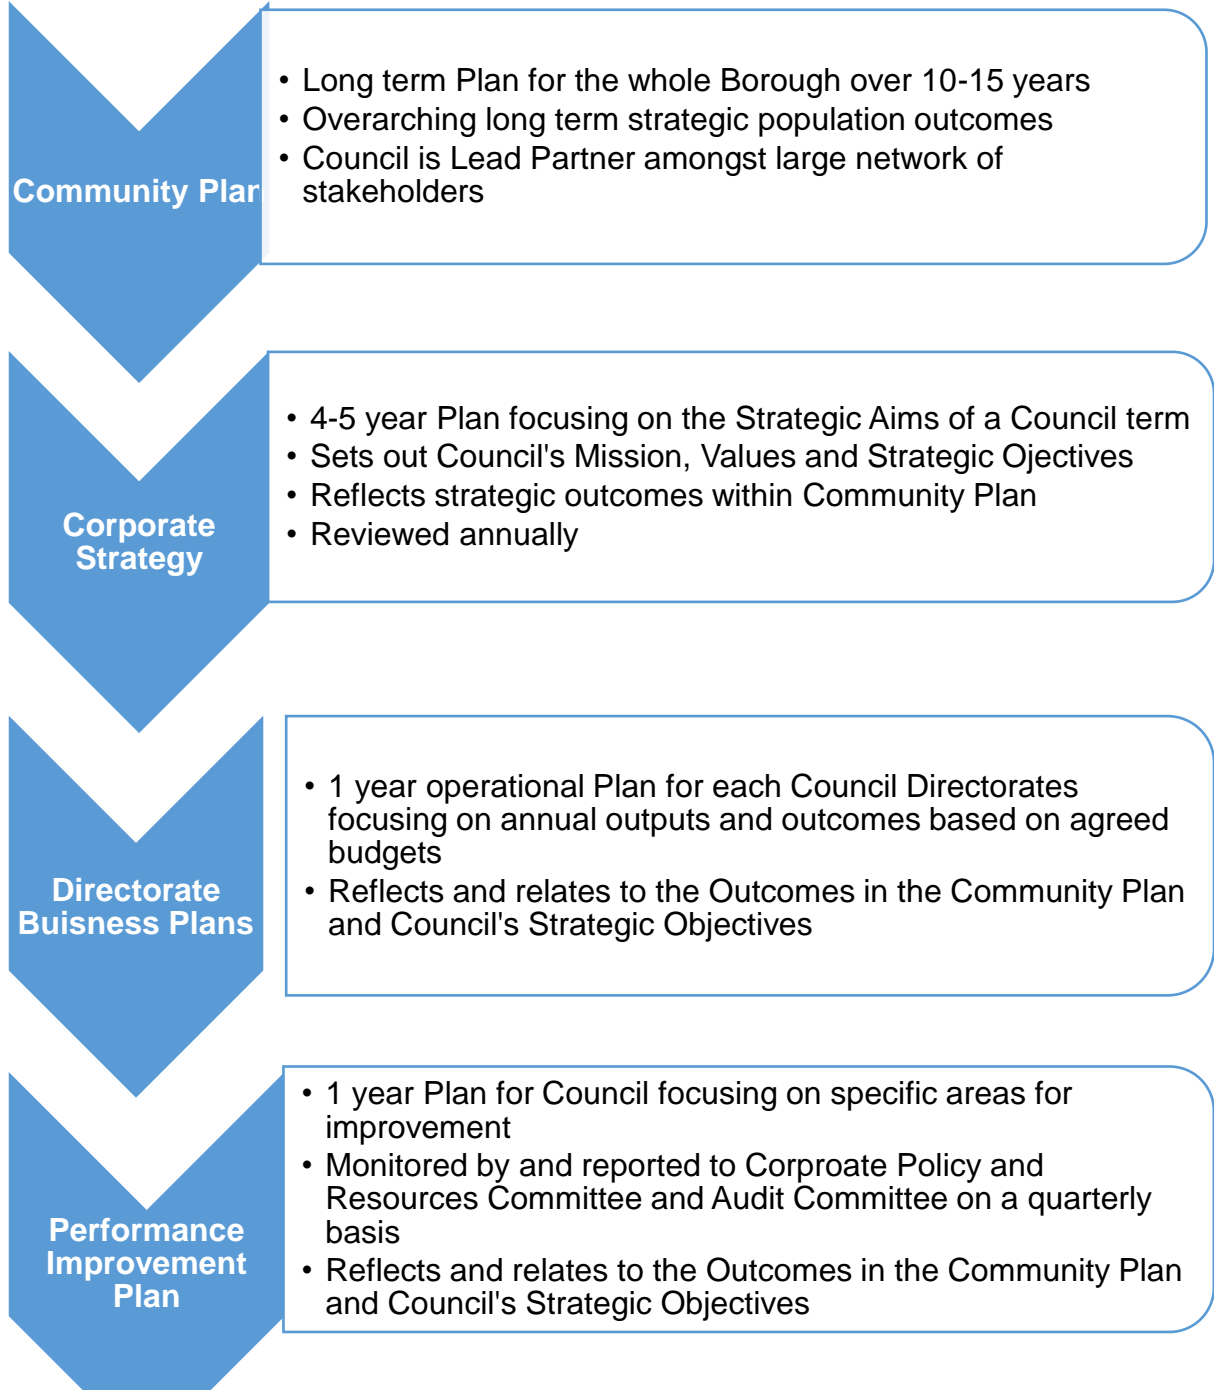 Community Plan
• Long term Plan for the whole Borough over 10-15 years
• Overarching long term strategic population outcomes
• Council is Lead Partner amongst large network of
stakeholders
Corporate
Strategy
• 4-5 year Plan focusing on the Strategic Aims of a Council term
• Sets out Council's Mission, Values and Strategic Ojectives
• Reflects strategic outcomes within Community Plan
• Reviewed annually
Directorate
Buisness Plans
• 1 year operational Plan for each Council Directorates
focusing on annual outputs and outcomes based on agreed
budgets
• Reflects and relates to the Outcomes in the Community Plan
and Council's Strategic Objectives
Performance
Improvement
Plan
• 1 year Plan for Council focusing on specific areas for
improvement
• Monitored by and reported to Corproate Policy and
Resources Committee and Audit Committee on a quarterly
basis
• Reflects and relates to the Outcomes in the Community Plan
and Council's Strategic Objectives